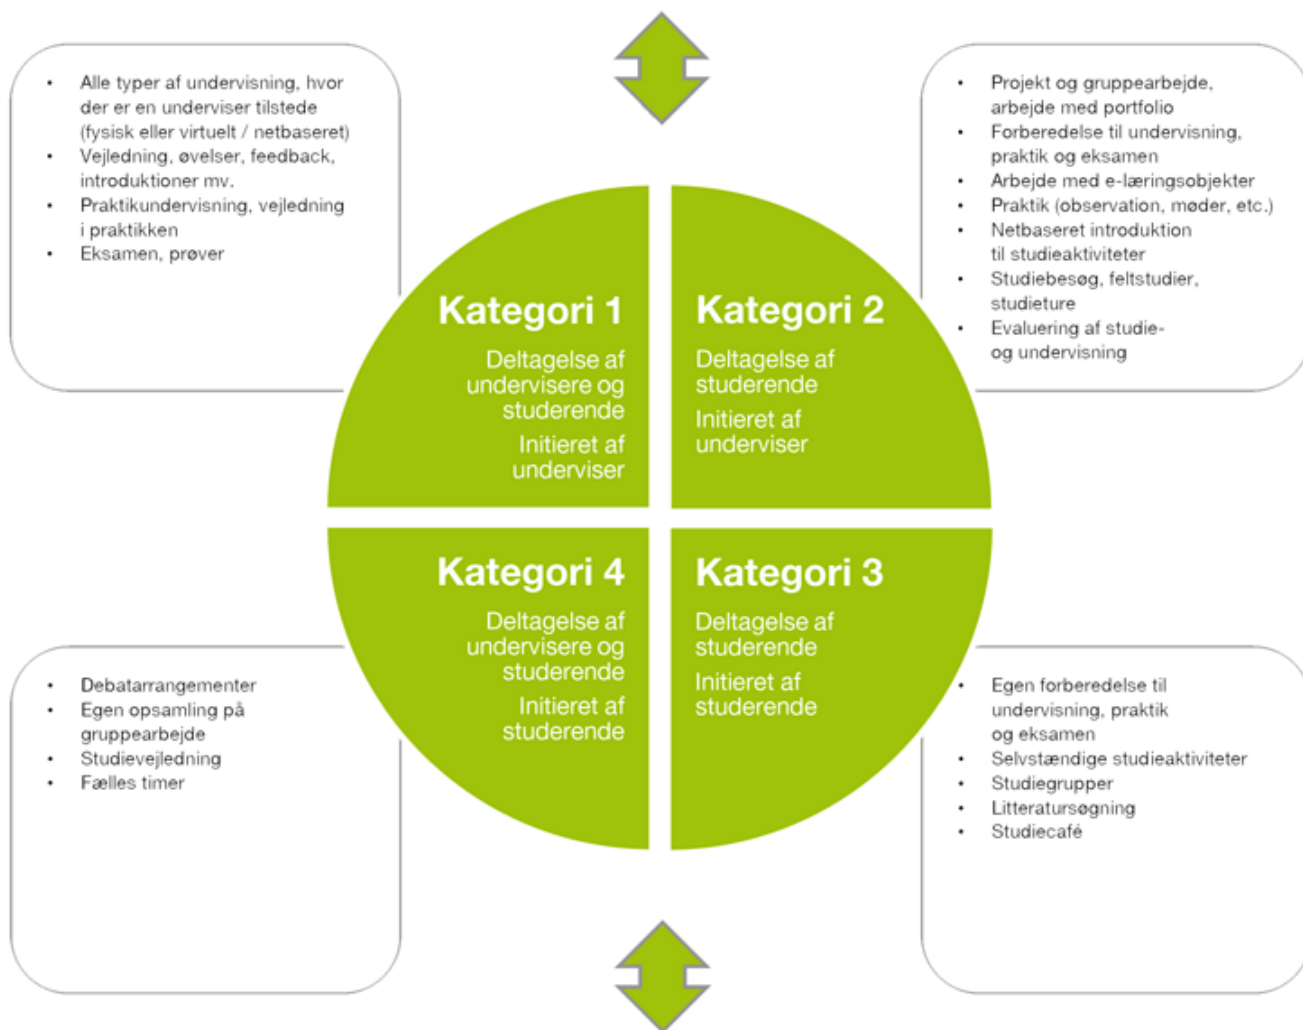 • Alle typer af undervisning, hvor
der er en underviser tilstede
(fysisk eller virtuelt / netbaseret)
• Vejledning, øvelser, feedback,
introduktioner mv.
• Praktikundervisning, vejledning
i praktikken
• Eksamen, prøver
• Projekt og gruppearbejde,
arbejde med portfolio
• Forberedelse til undervisning,
praktik og eksamen
• Arbejde med e-læringsobjekter
• Praktik (observation, møder, etc.)
• Netbaseret introduktion
til studieaktiviteter
• Studiebesøg, feltstudier,
studieture
• Evaluering af studie-
og undervisning
Kategori 1
Deltagelse af
undervisere og
studerende
Initieret af
underviser
Kategori 2
Deltagelse af
studerende
Initieret af
underviser
Kategori 4
Deltagelse af
undervisere og
studerende
Initieret af
studerende
Kategori 3
Deltagelse af
studerende
Initieret af
studerende
• Debatarrangementer
• Egen opsamling på
gruppearbejde
• Studievejledning
• Fælles timer
• Egen forberedelse til
undervisning, praktik
og eksamen
• Selvstændige studieaktiviteter
• Studiegrupper
• Litteratursøgning
• Studiecafé